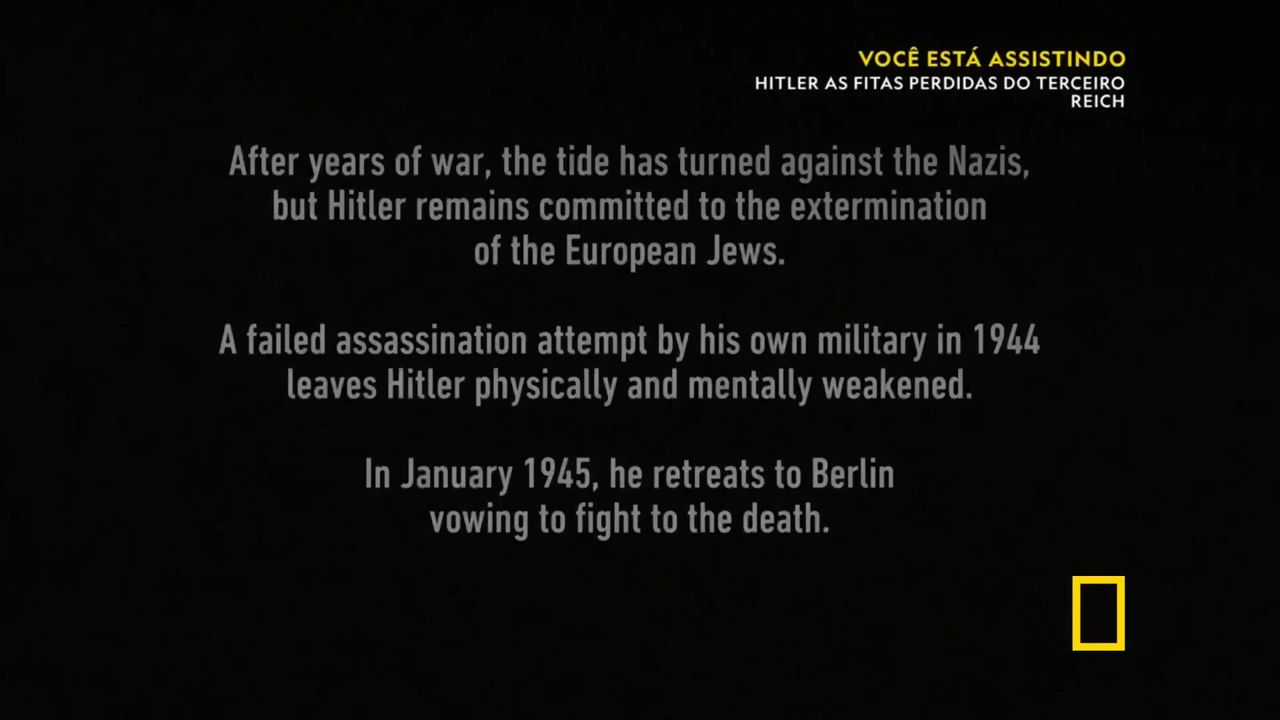 VOCÊ ESTÁ ASSISTINDO
HITLER AS FITAS PERDIDAS DO TERCEIRO
REICH
After years of war, the tide has turned against the Nazis,
but Hitler remains committed to the extermination
of the European Jews.
A failed assassination attempt by his own military in 1944
leaves Hitler physically and mentally weakened.
In January 1945, he retreats to Berlin
vowing to fight to the death.